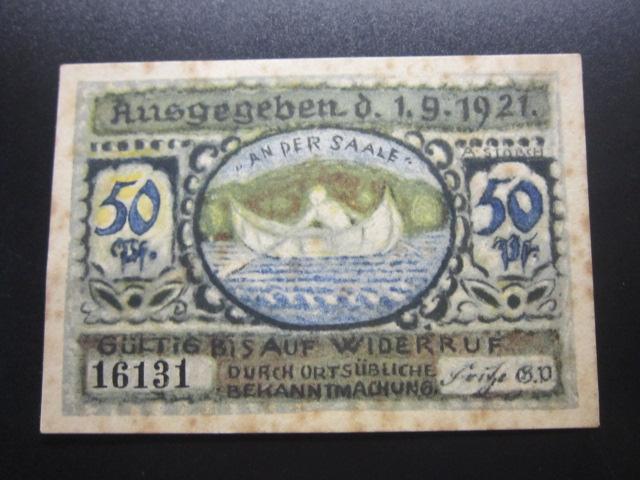 Ausgegeben d. 1.9.1921.
„AN DER SAALE“
A. STORCH
50 Pf.
50 Pf.
GÜLTIG BIS AUF WIDERRUF
16131
DURCH ORTSÜBLICHE
BEKANNTMACHUNG.